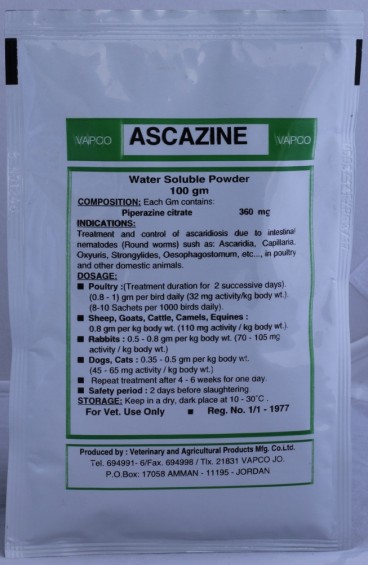 VAPCO ASCAZINE VAPCO
Water Soluble Powder
100 gm
COMPOSITION: Each Gm contains:
Piperazine citrate 360 mg
INDICATIONS:
Treatment and control of ascaridiosis due to intestinal
nematodes (Round worms) sush as: Ascaridia, Capillaria,
Oxyuris, Strongylides, Oesophagostomum, etc..., in poultry
and other domestic animals.
DOSAGE:
■ Poultry :(Treatment duration for 2 successive days).
(0.8 - 1) gm per bird daily (32 mg activity/kg body wt.)
(8-10 Sachets per 1000 birds daily).
■ Sheep, Goats, Cattle, Camels, Equines :
0.8 gm per kg body wt. (110 mg activity / kg body wt.)
■ Rabbits : 0.5 - 0.8 gm per kg body wt. (70 - 105 mg
activity / kg body wt.)
■ Dogs, Cats : 0.35 - 0.5 gm per kg body wt.
(45 - 65 mg activity / kg body wt.)
■ Repeat treatment after 4 - 6 weeks for one day
■ Safety period : 2 days before slaughtering
STORAGE: Keep in a dry, dark place at 10 - 30°C .
For Vet. Use Only ■ Reg. No. 1/1 - 1977
Produced by : Veterinary and Agricultural Products Mfg. Co.Ltd.
Tel. 694991- 6/Fax. 694998 / Tlx. 21831 VAPCO JO.
P.O.Box: 17058 AMMAN - 11195 - JORDAN